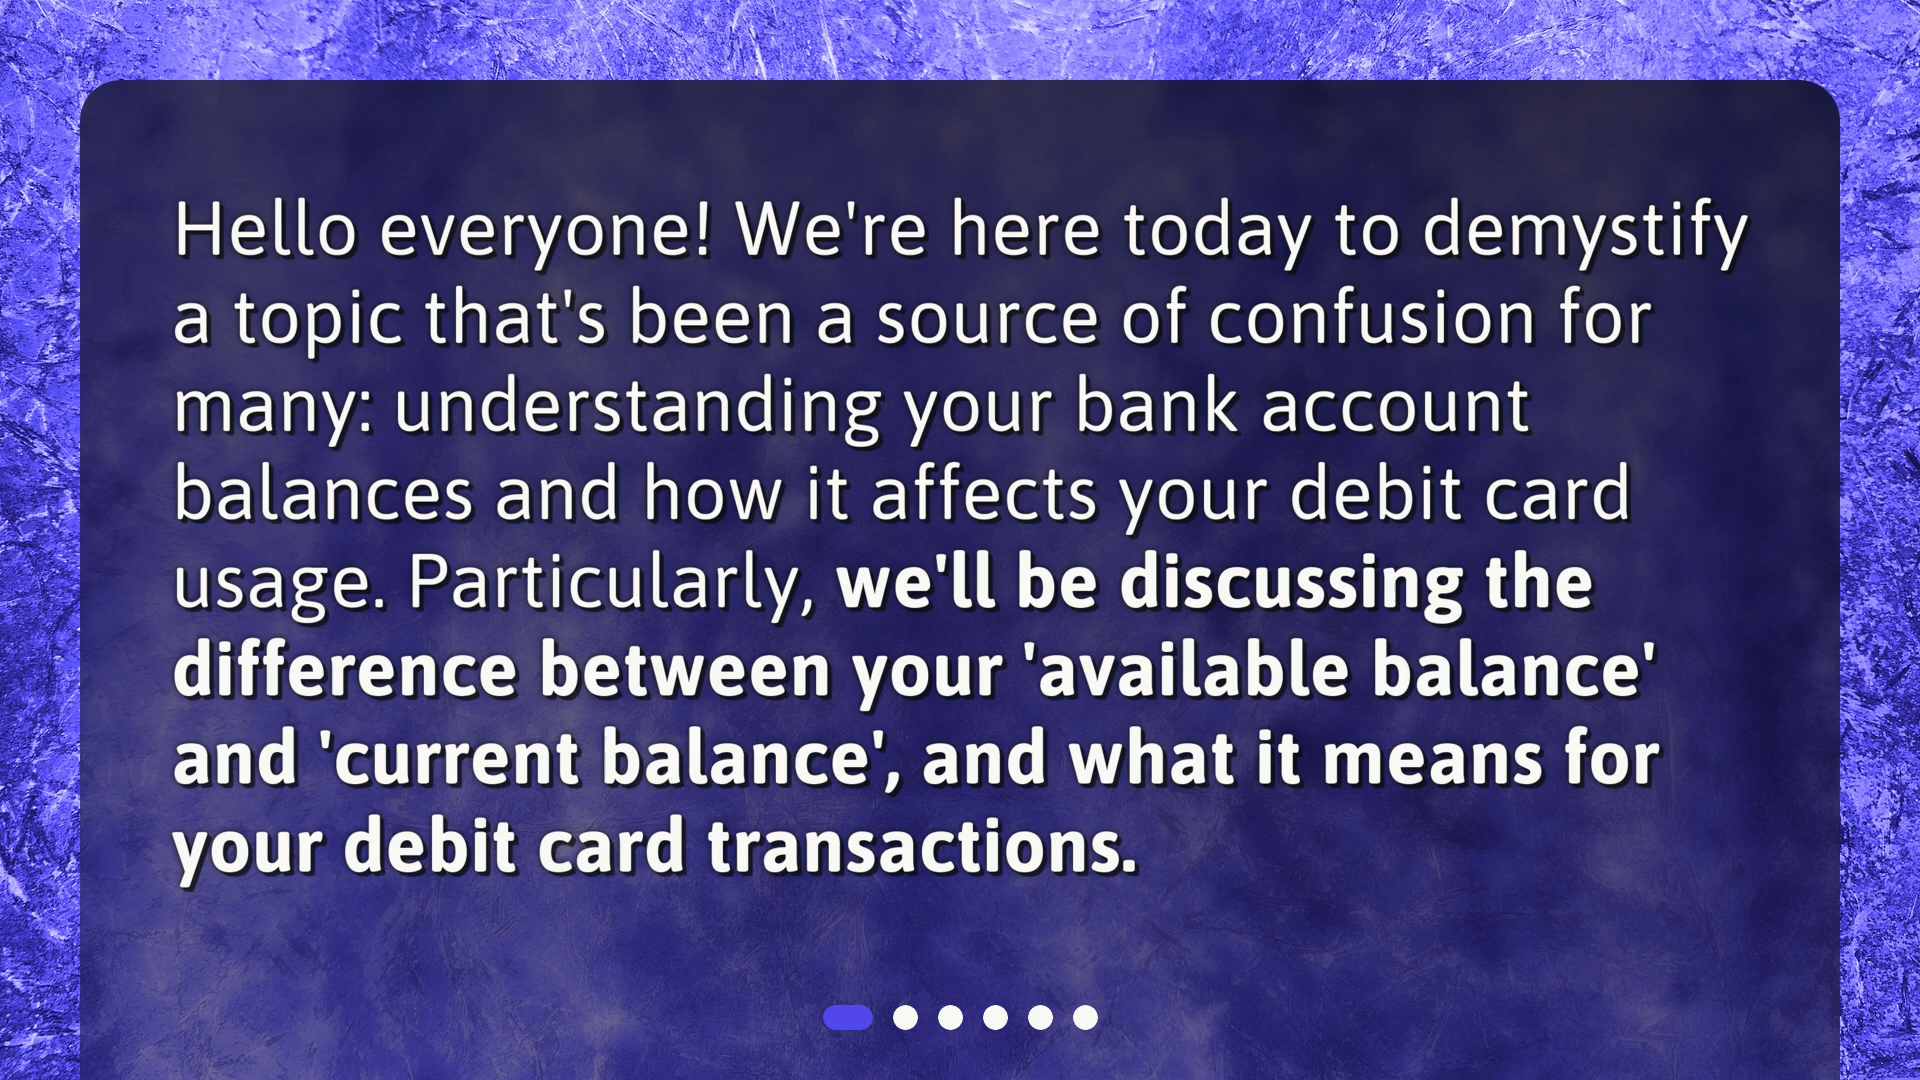 Hello everyone! We're here today to demystify
a topic that's been a source of confusion for
many: understanding your bank account
balances and how it affects your debit card
usage. Particularly, we'll be discussing the
difference between your 'available balance'
and 'current balance', and what it means for
your debit card transactions.